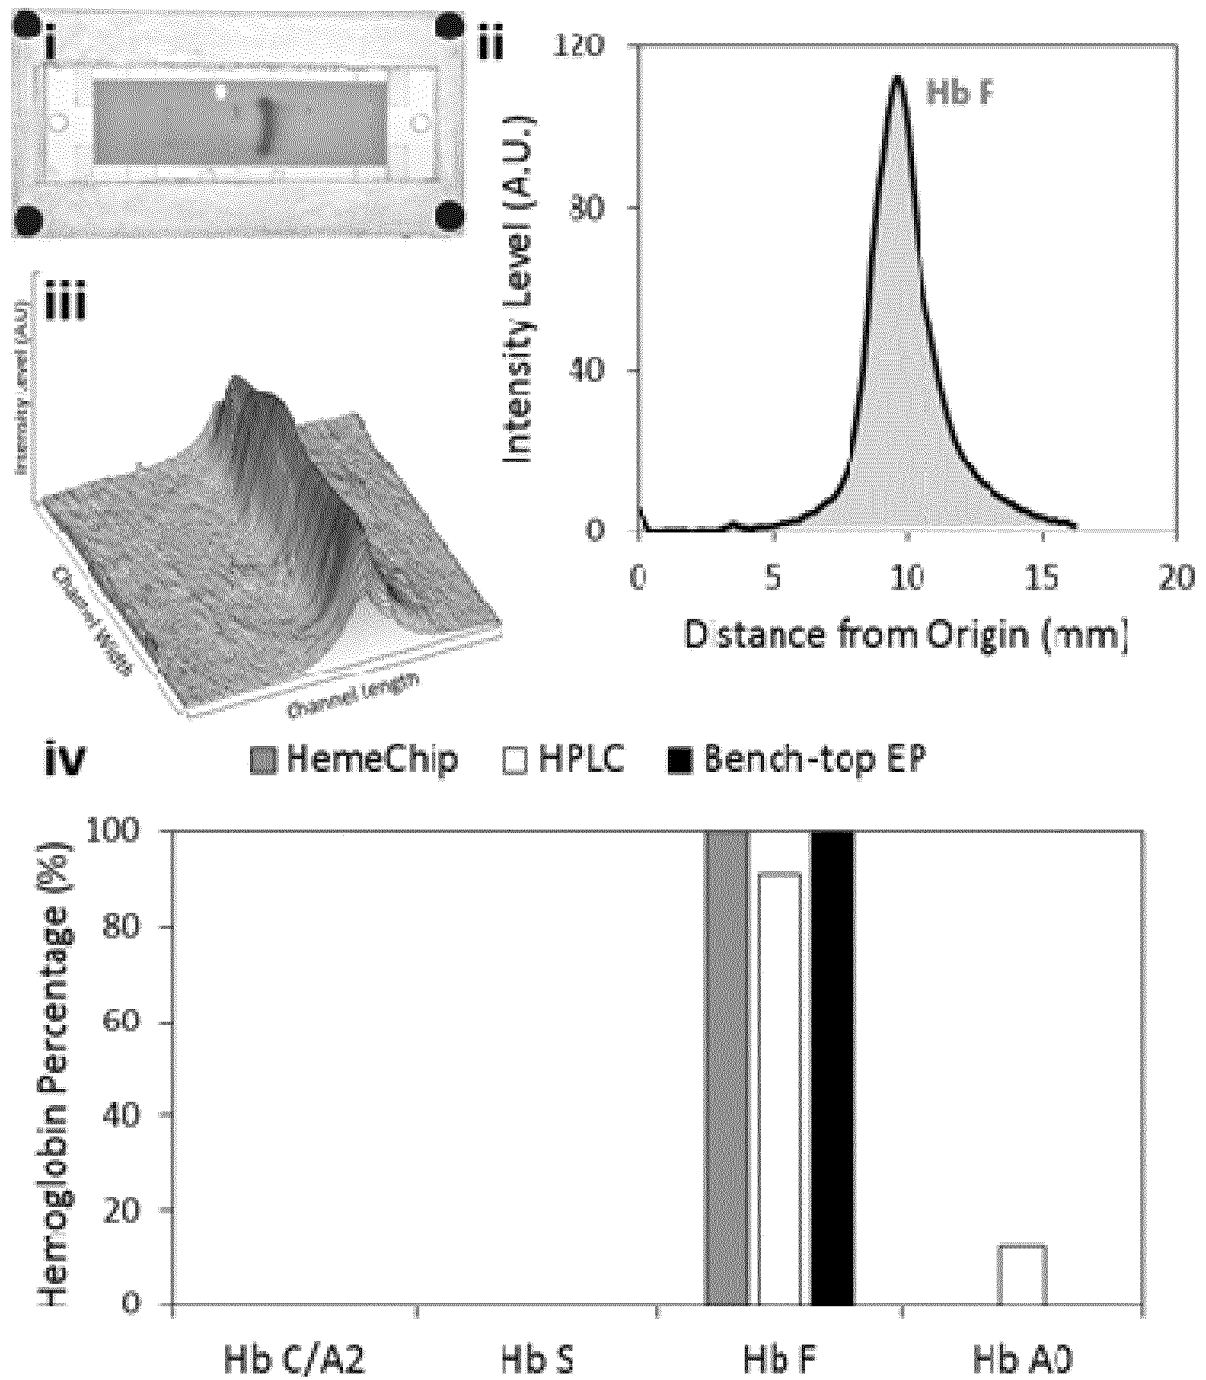 i
ii
120
80
40
0
Intensity Level (A.U.)
Hb F
0 5 10 15 20
Distance from Origin (mm)
iii
Intensity Level (A.U)
Channel Width
Channel Length
iv
HemeChip HPLC Bench-top EP
100
80
60
40
20
0
Hemoglobin Percentage (%)
Hb C/A2 Hb S Hb F Hb A0